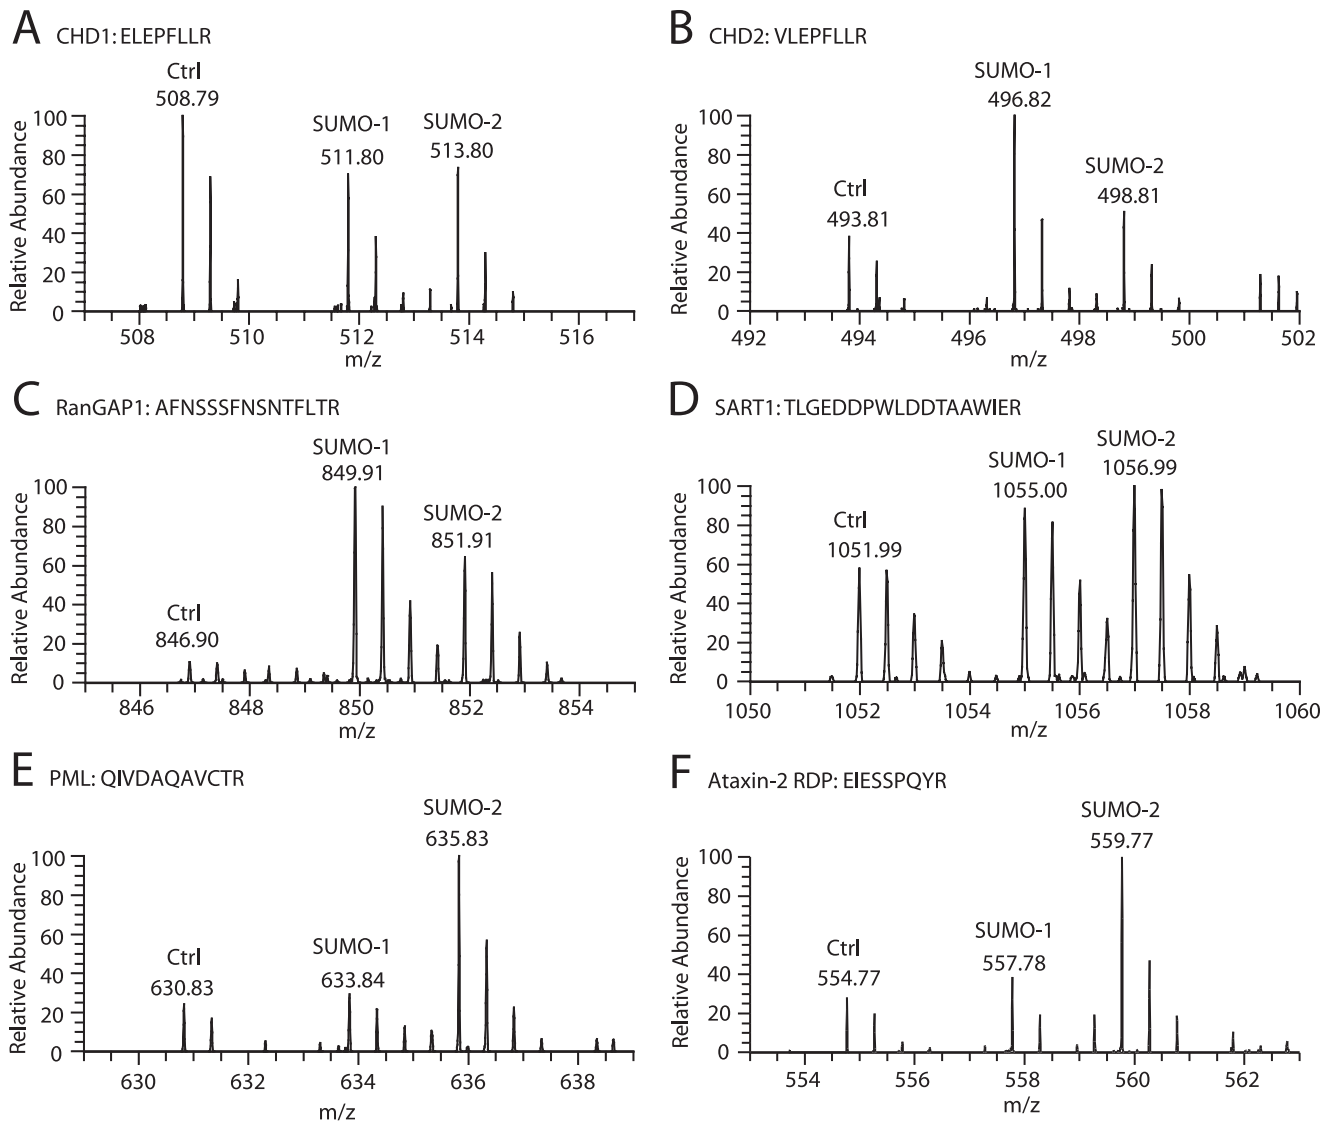 A CHD1: ELEPFLLR
Ctrl
508.79
SUMO-1
511.80
SUMO-2
513.80
Relative Abundance
100
80
60
40
20
0
508 510 512 514 516
m/z
B CHD2: VLEPFLLR
SUMO-1
496.82
Ctrl
493.81
SUMO-2
498.81
Relative Abundance
100
80
60
40
20
0
492 494 496 498 500 502
m/z
C RanGAP1: AFNSSSFNSNTFLTR
SUMO-1
849.91
SUMO-2
851.91
Ctrl
846.90
Relative Abundance
100
80
60
40
20
0
846 848 850 852 854
m/z
D SART1: TLGEDDPWLDDTAAWIER
SUMO-2
1056.99
SUMO-1
1055.00
Ctrl
1051.99
Relative Abundance
100
80
60
40
20
0
1050 1052 1054 1056 1058 1060
m/z
E PML: QIVDAQAVCTR
SUMO-2
635.83
Ctrl
630.83
SUMO-1
633.84
Relative Abundance
100
80
60
40
20
0
630 632 634 636 638
m/z
F Ataxin-2 RDP: EIESSPQYR
SUMO-2
559.77
SUMO-1
557.78
Ctrl
554.77
Relative Abundance
100
80
60
40
20
0
554 556 558 560 562
m/z